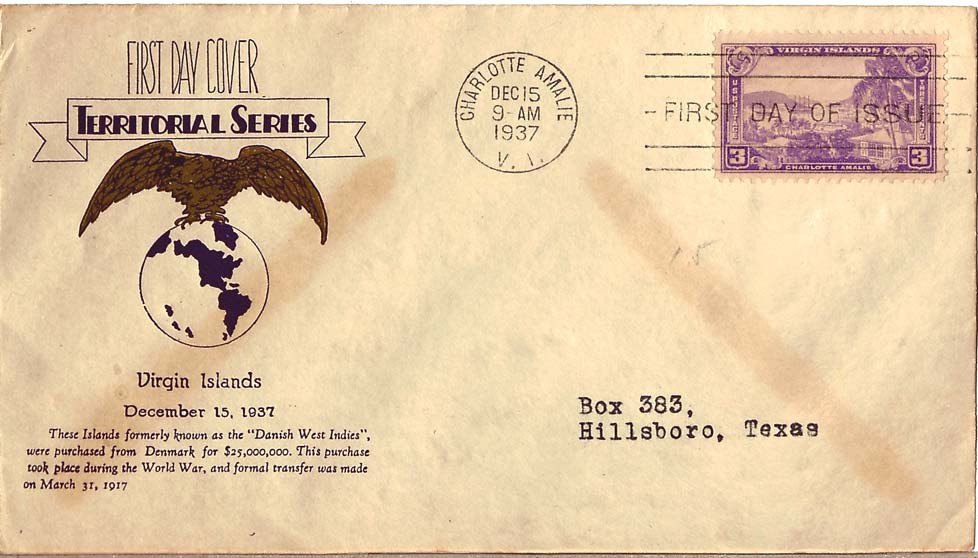 FIRST DAY COVER
TERRITORIAL SERIES
Virgin Islands
December 15, 1937
These Islands formerly known as the "Danish West Indies",
were purchased from Denmark for $25,000,000. This purchase
took place during the World War, and formal transfer was made
on March 31, 1917
CHARLOTTE AMALIE
DEC 15
9-AM
1937
V. I.
FIRST DAY OF ISSUE
VIRGIN ISLANDS
U S POSTAGE
3
3
CHARLOTTE AMALIE
15
Box 383,
Hillsboro, Texas